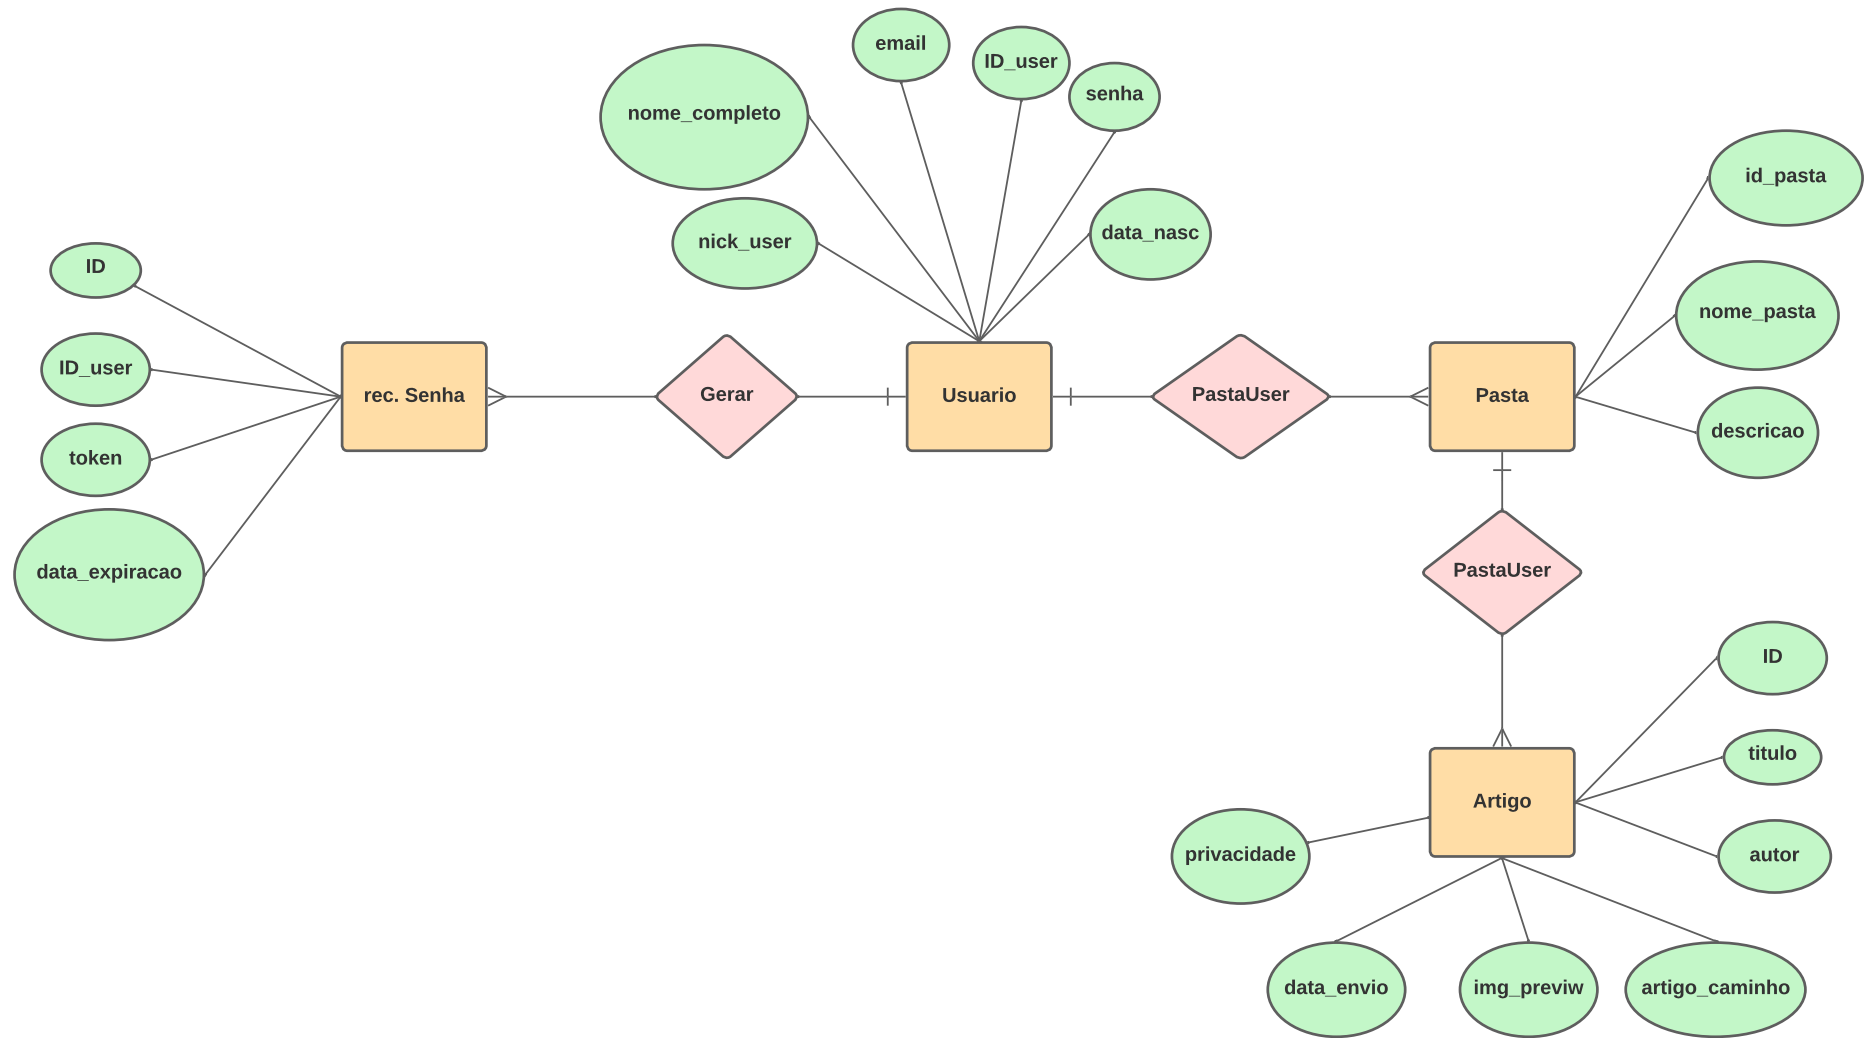 email
ID_user
senha
nome_completo
id_pasta
data_nasc
nick_user
ID
nome_pasta
ID_user
rec. Senha
Gerar
Usuario
PastaUser
Pasta
descricao
token
data_expiracao
PastaUser
ID
titulo
Artigo
privacidade
autor
data_envio
img_previw
artigo_caminho